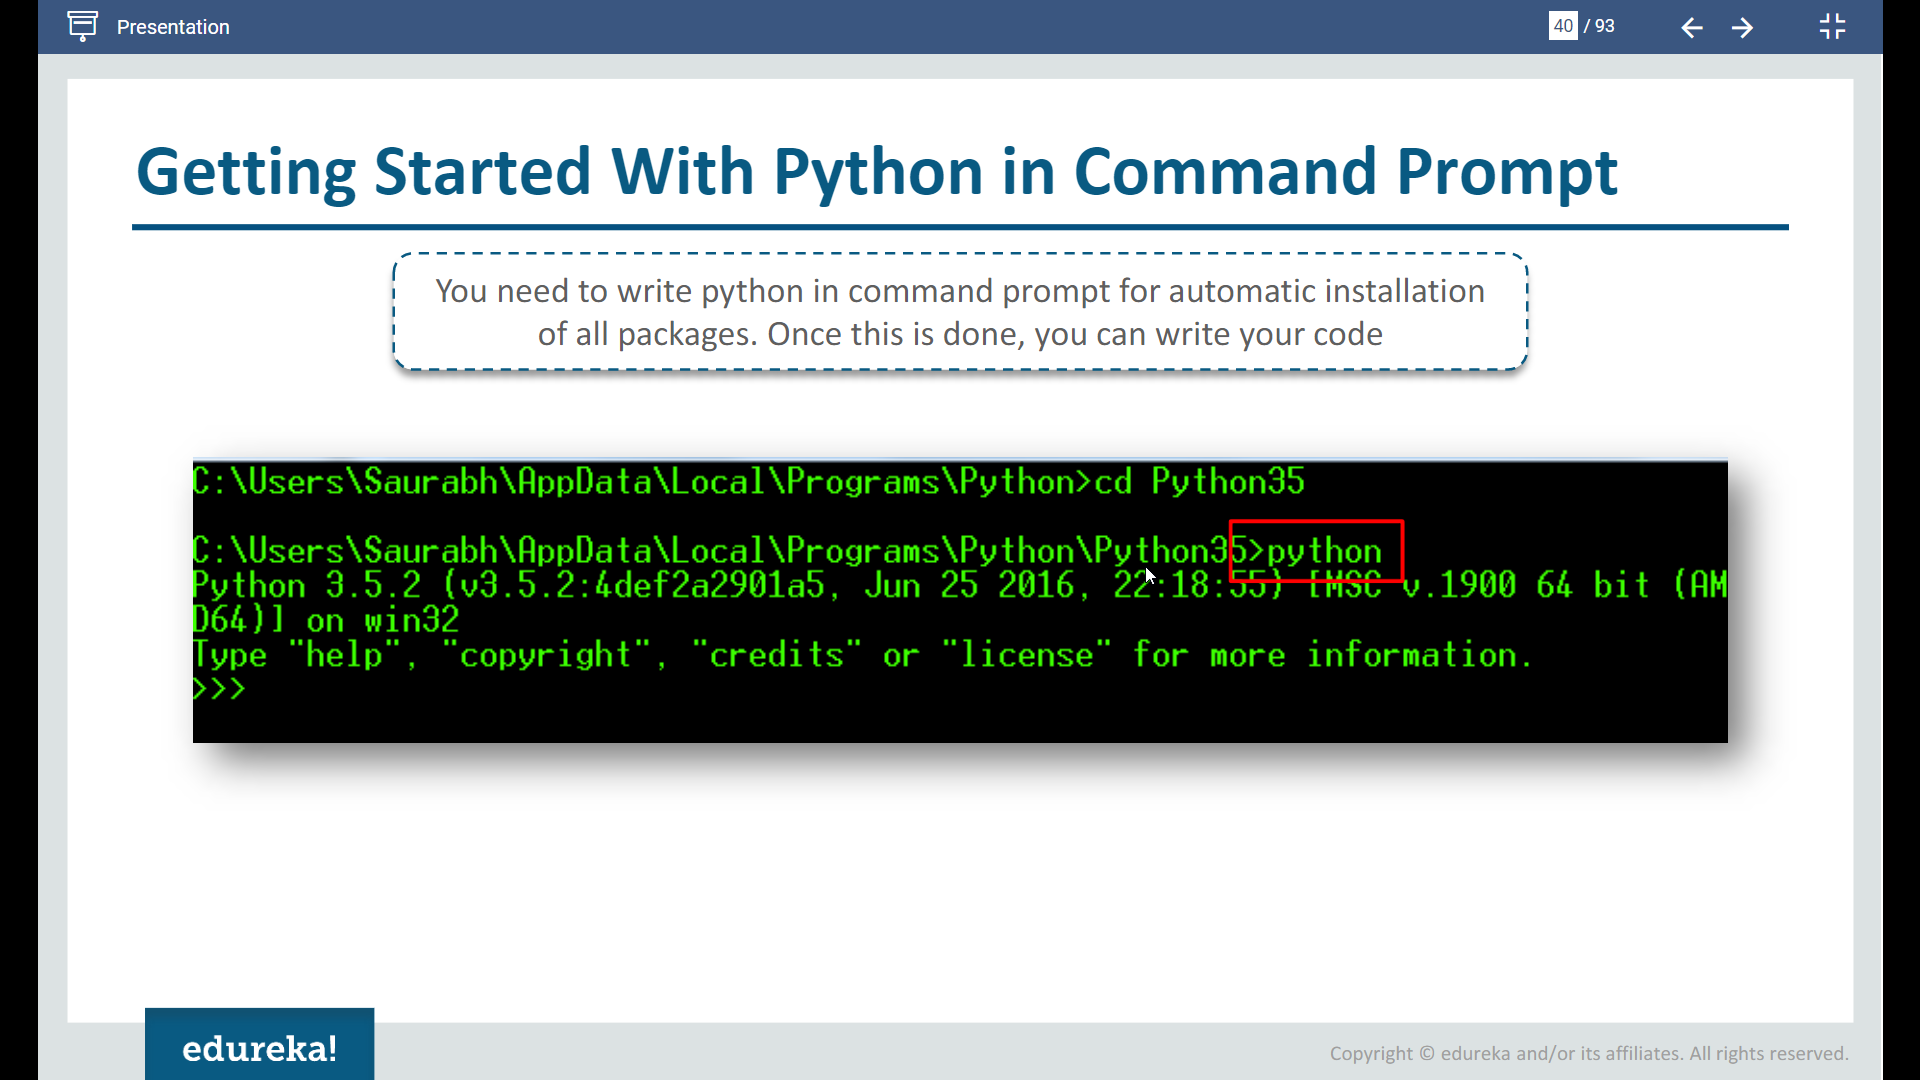 Presentation
40 / 93
Getting Started With Python in Command Prompt
You need to write python in command prompt for automatic installation
of all packages. Once this is done, you can write your code
C:\Users\Saurabh\AppData\Local\Programs\Python>cd Python35
C:\Users\Saurabh\AppData\Local\Programs\Python\Python35>python
Python 3.5.2 (v3.5.2:4def2a2901a5, Jun 25 2016, 22:18:55) [MSC v.1900 64 bit (AM
D64)] on win32
Type "help", "copyright", "credits" or "license" for more information.
>>>
edureka!
Copyright © edureka and/or its affiliates. All rights reserved.